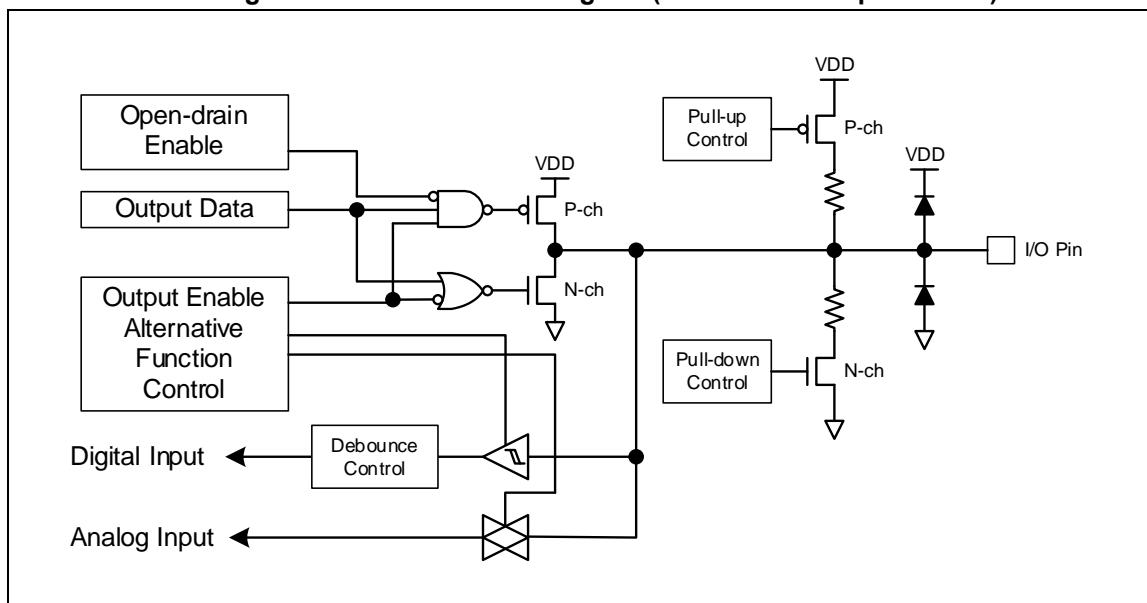 Open-drain
Enable
Output Data
Output Enable
Alternative
Function
Control
VDD
P-ch
N-ch
Pull-up
Control
VDD
P-ch
VDD
I/O Pin
Pull-down
Control
N-ch
Digital Input
Debounce
Control
Analog Input